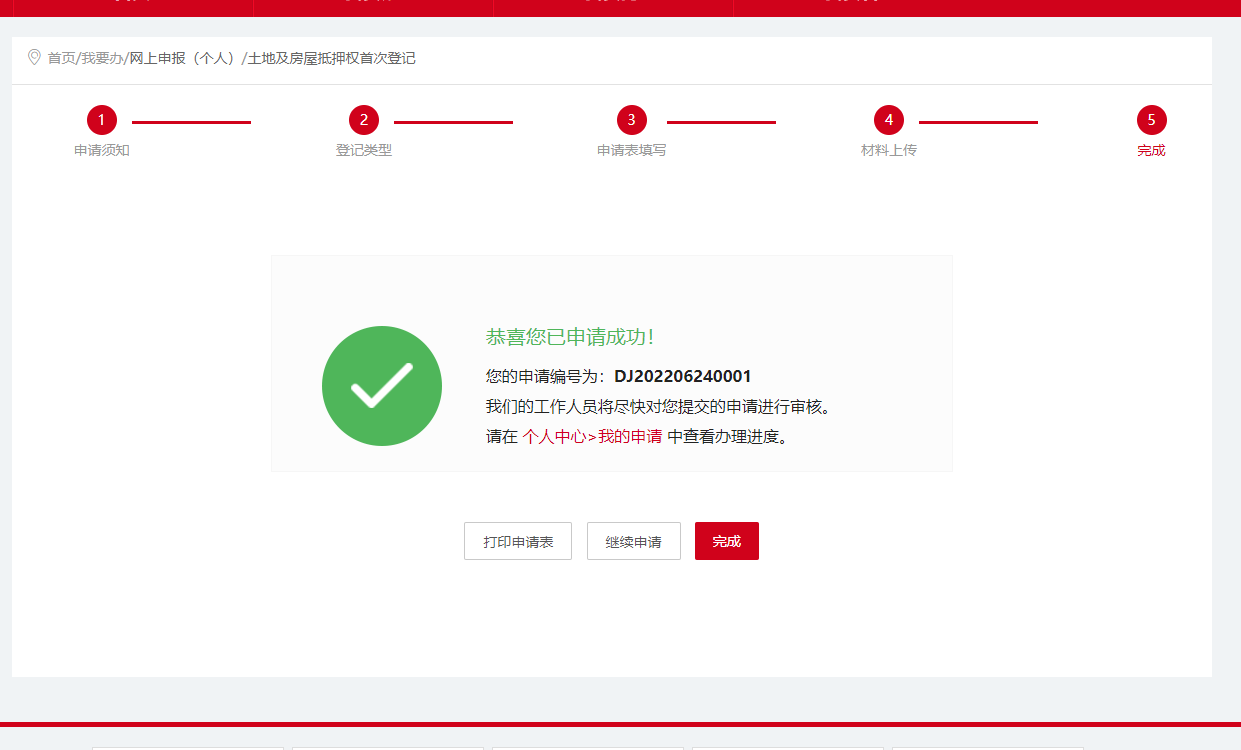 首页/我要办/网上申报（个人）/土地及房屋抵押权首次登记
1 2 3 4 5
申请须知 登记类型 申请表填写 材料上传 完成
恭喜您已申请成功！
您的申请编号为：DJ202206240001
我们的工作人员将尽快对您提交的申请进行审核。
请在 个人中心>我的申请 中查看办理进度。
打印申请表 继续申请 完成